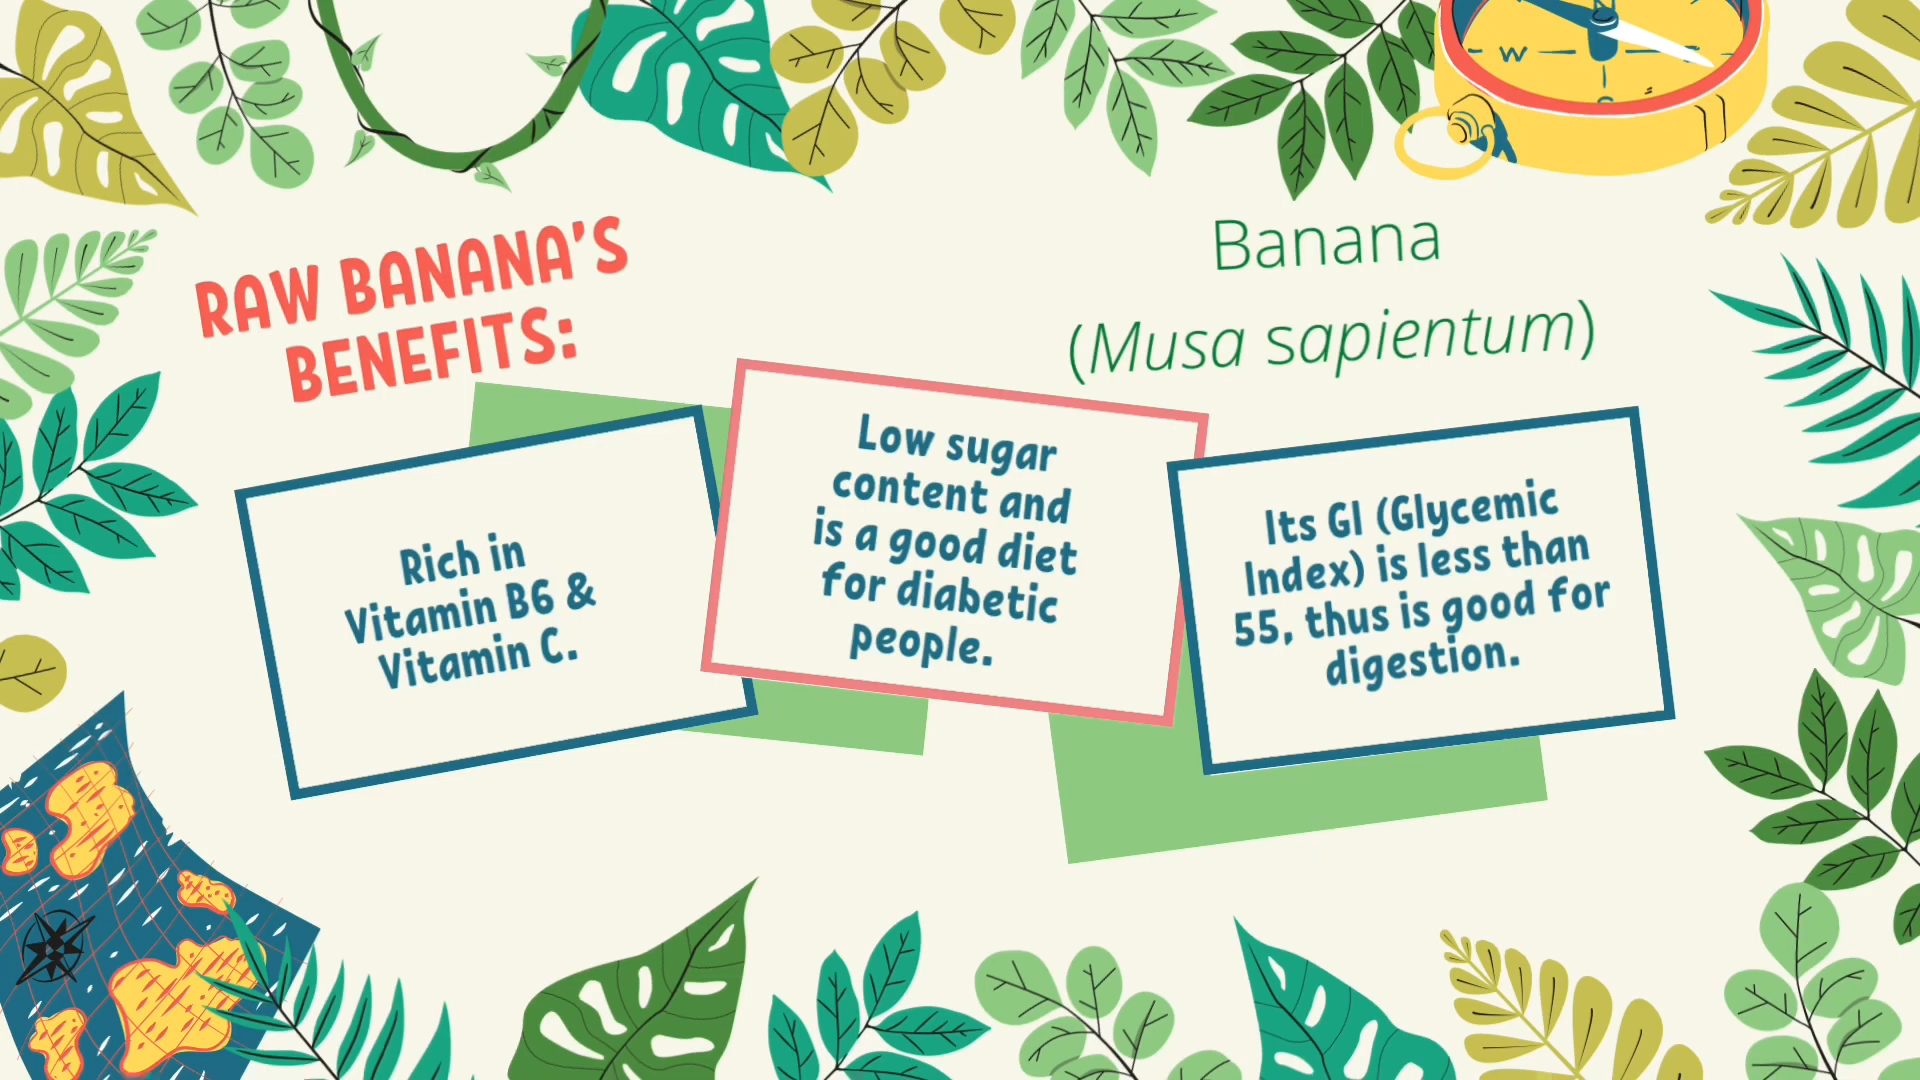 W
N
S
RAW BANANA'S
BENEFITS:
Banana
(Musa sapientum)
Rich in
Vitamin B6 &
Vitamin C.
Low sugar
content and
is a good diet
for diabetic
people.
Its GI (Glycemic
Index) is less than
55, thus is good for
digestion.